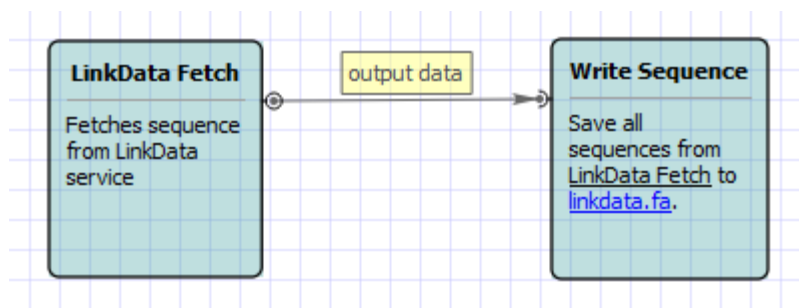 LinkData Fetch
Fetches sequence
from LinkData
service
output data
Write Sequence
Save all
sequences from
LinkData Fetch to
linkdata.fa.